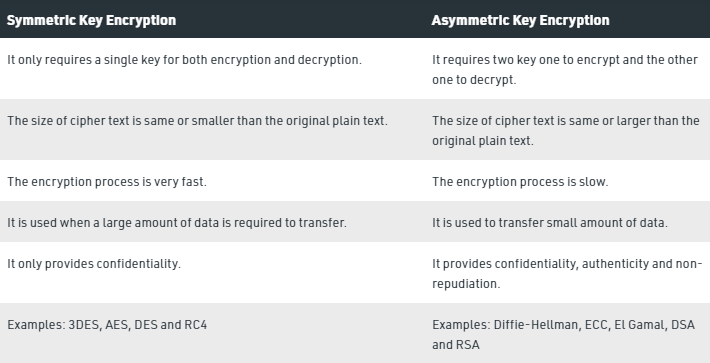 Symmetric Key Encryption
Asymmetric Key Encryption
It only requires a single key for both encryption and decryption.
It requires two key one to encrypt and the other
one to decrypt.
The size of cipher text is same or smaller than the original plain text.
The size of cipher text is same or larger than the
original plain text.
The encryption process is very fast.
The encryption process is slow.
It is used when a large amount of data is required to transfer.
It is used to transfer small amount of data.
It only provides confidentiality.
It provides confidentiality, authenticity and non-
repudiation.
Examples: 3DES, AES, DES and RC4
Examples: Diffie-Hellman, ECC, El Gamal, DSA
and RSA